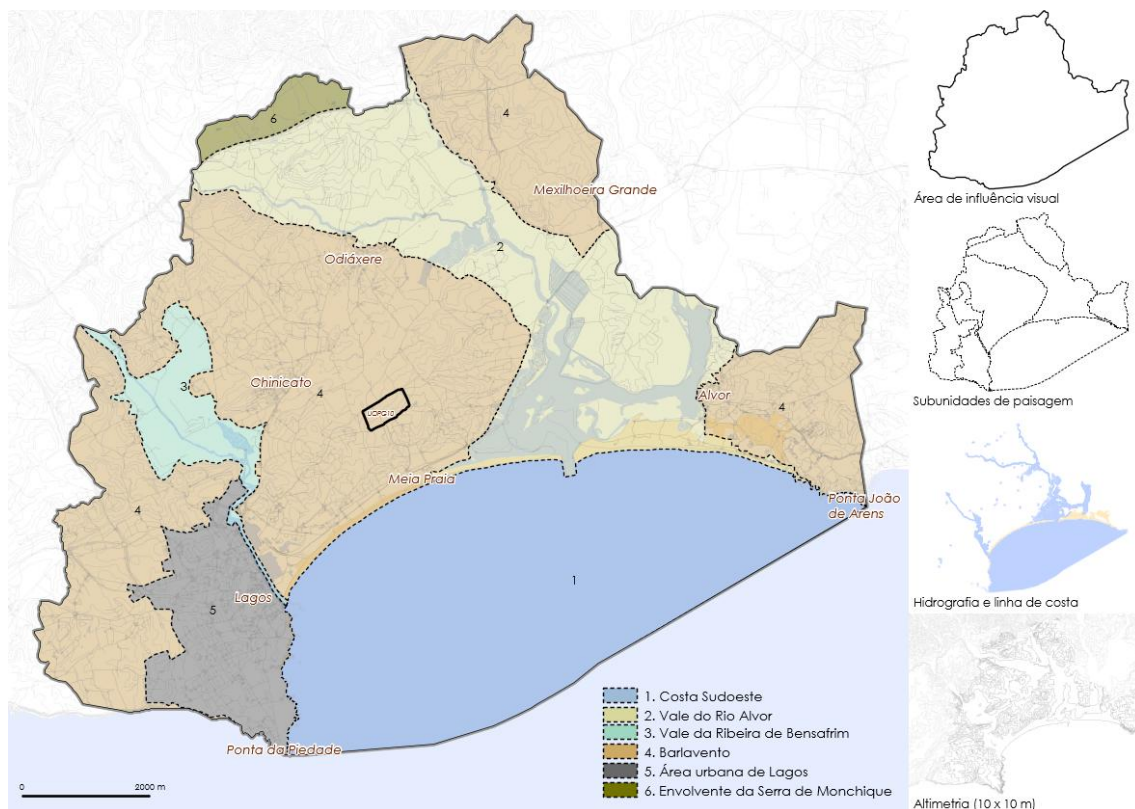 6
4
Mexilhoeira Grande
2
Odiáxere
3
Chinicato
4
UOPG10
Alvor
4
Meia Praia
Ponta João
de Arens
4
1
Lagos
5
Ponta da Piedade
0
2000 m
1. Costa Sudoeste
2. Vale do Rio Alvor
3. Vale da Ribeira de Bensafrim
4. Barlavento
5. Área urbana de Lagos
6. Envolvente da Serra de Monchique
Área de influência visual
Subunidades de paisagem
Hidrografia e linha de costa
Altimetria (10 x 10 m)